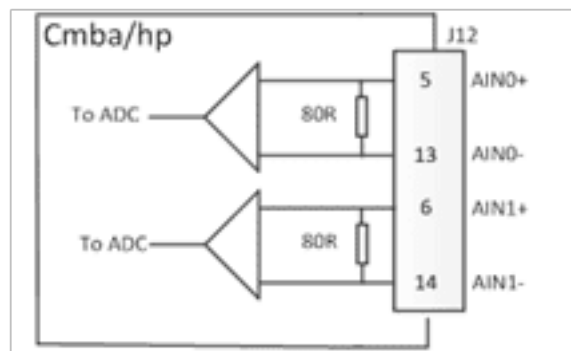 Cmba/hp
J12
5 AIN0+
To ADC
80R
13 AIN0-
6 AIN1+
To ADC
80R
14 AIN1-